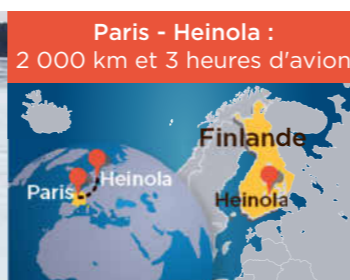 Paris - Heinola :
2 000 km et 3 heures d'avion
Finlande
Heinola
Paris
Heinola